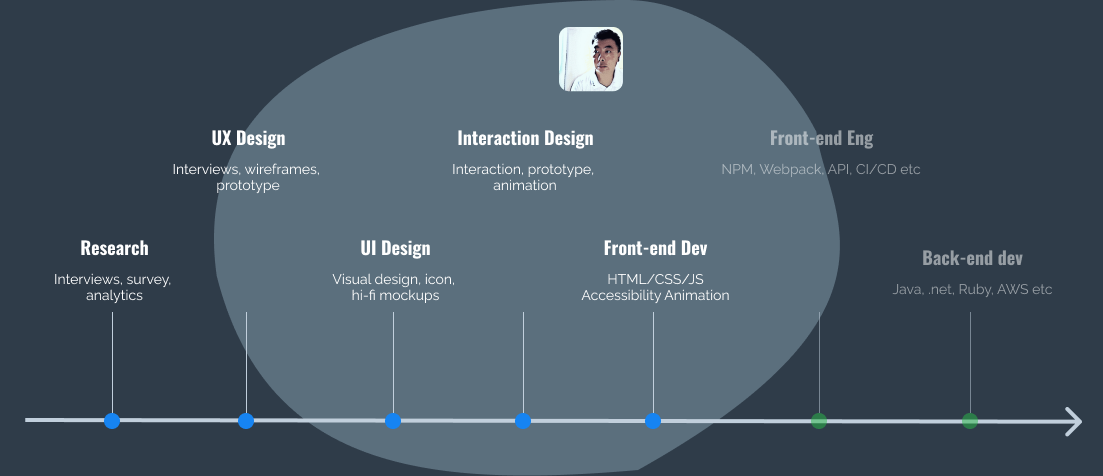 UX Design
Interviews, wireframes,
prototype
Interaction Design
Interaction, prototype,
animation
Front-end Eng
NPM, Webpack, API, CI/CD etc
Research
Interviews, survey,
analytics
UI Design
Visual design, icon,
hi-fi mockups
Front-end Dev
HTML/CSS/JS
Accessibility Animation
Back-end dev
Java, .net, Ruby, AWS etc